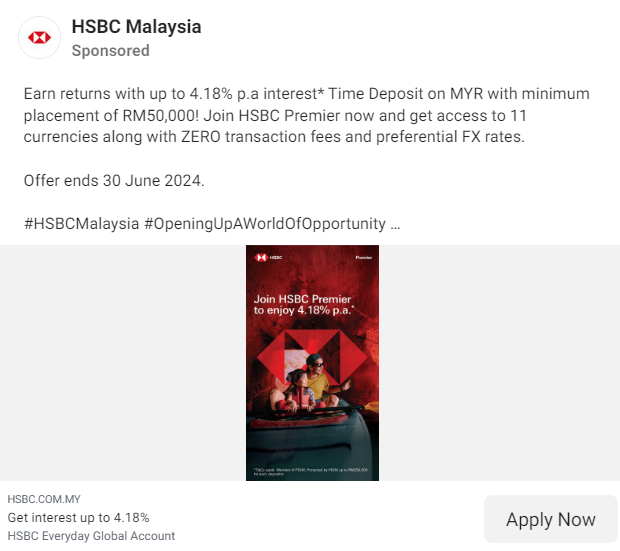 HSBC Malaysia
Sponsored
Earn returns with up to 4.18% p.a interest* Time Deposit on MYR with minimum
placement of RM50,000! Join HSBC Premier now and get access to 11
currencies along with ZERO transaction fees and preferential FX rates.
Offer ends 30 June 2024.
#HSBCMalaysia #OpeningUpAWorldOfOpportunity ...
HSBC Premier
Join HSBC Premier
to enjoy 4.18% p.a.*
*T&Cs apply. Member of PIDM. Protected by PIDM up to RM250,000
for each depositor
HSBC.COM.MY
Get interest up to 4.18%
HSBC Everyday Global Account
Apply Now